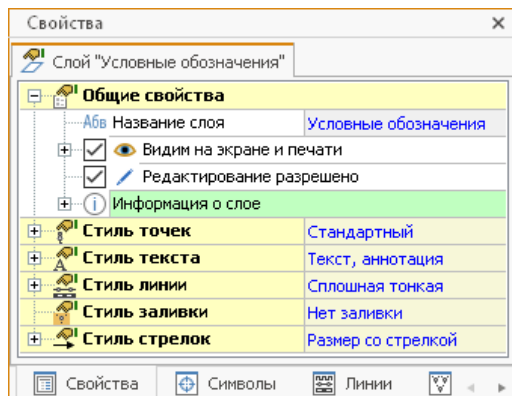 Свойства
Слой "Условные обозначения"
Общие свойства
Абв Название слоя Условные обозначения
Видим на экране и печати
Редактирование разрешено
Информация о слое
Стиль точек Стандартный
Стиль текста Текст, аннотация
Стиль линии Сплошная тонкая
Стиль заливки Нет заливки
Стиль стрелок Размер со стрелкой
Свойства Символы Линии